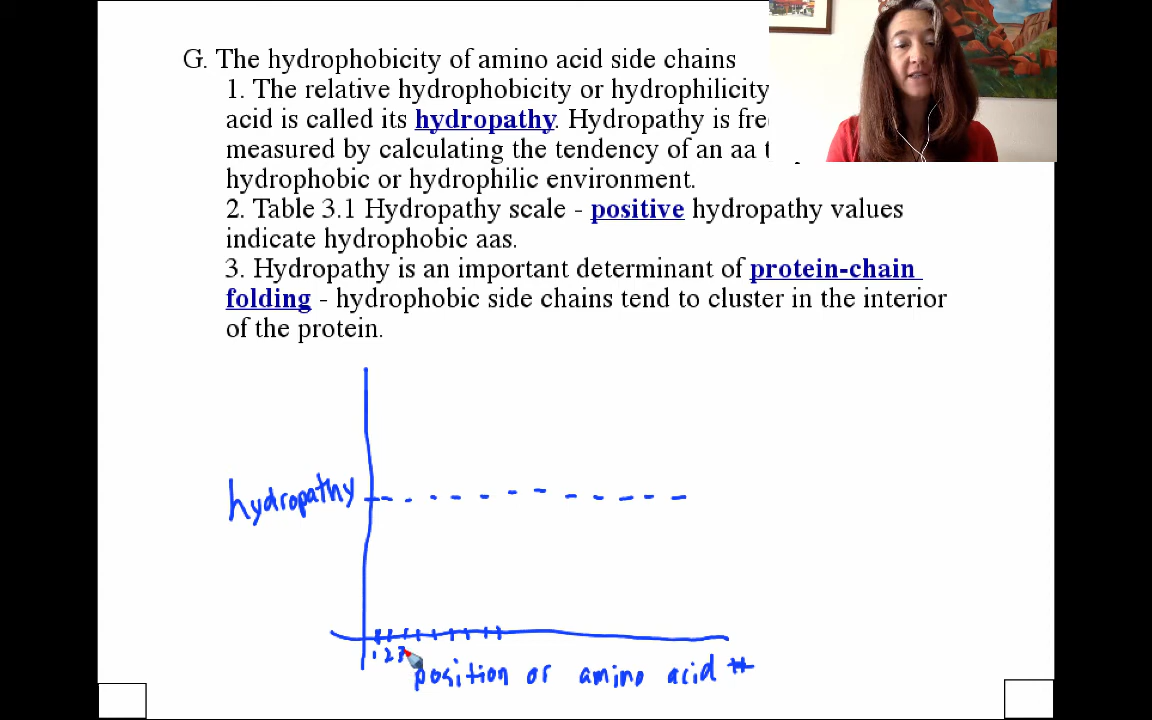 G. The hydrophobicity of amino acid side chains
1. The relative hydrophobicity or hydrophilicity
acid is called its hydropathy. Hydropathy is
measured by calculating the tendency of an aa
hydrophobic or hydrophilic environment.
2. Table 3.1 Hydropathy scale - positive hydropathy values
indicate hydrophobic aas.
3. Hydropathy is an important determinant of protein-chain
folding - hydrophobic side chains tend to cluster in the interior
of the protein.
hydropathy
1 2 3
position or amino acid #